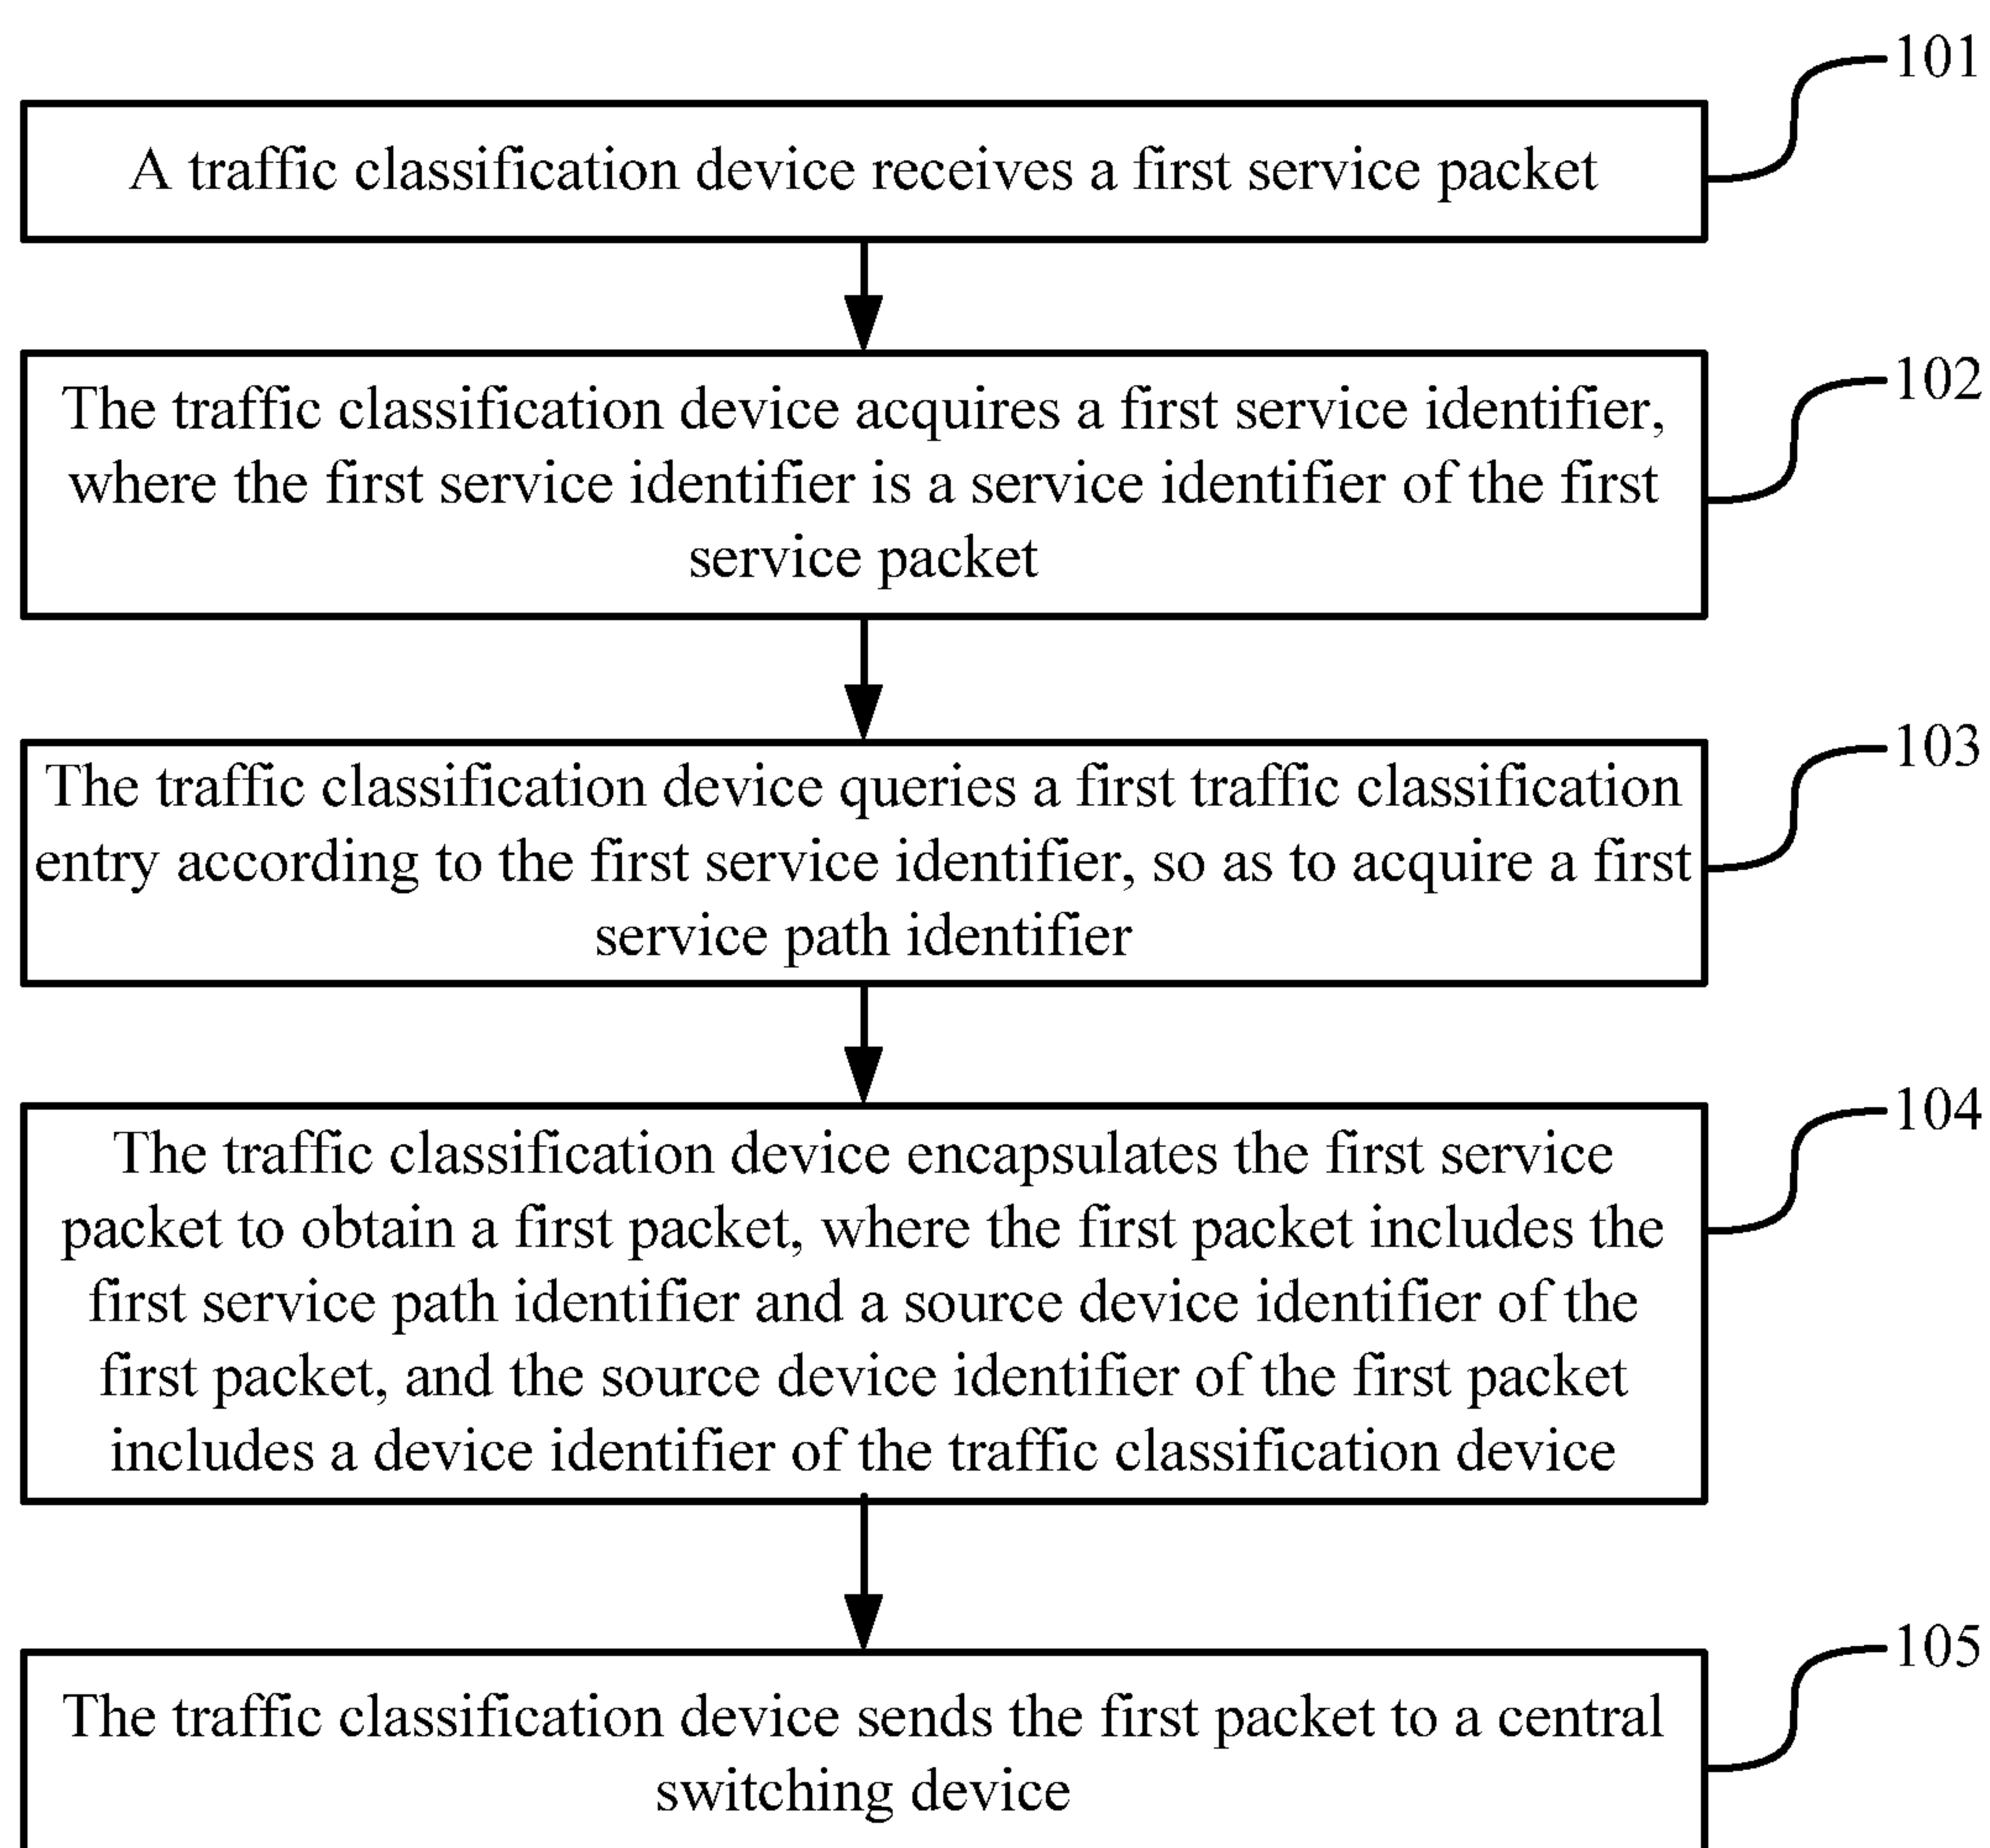 101
A traffic classification device receives a first service packet
102
The traffic classification device acquires a first service identifier,
where the first service identifier is a service identifier of the first
service packet
103
The traffic classification device queries a first traffic classification
entry according to the first service identifier, so as to acquire a first
service path identifier
104
The traffic classification device encapsulates the first service
packet to obtain a first packet, where the first packet includes the
first service path identifier and a source device identifier of the
first packet, and the source device identifier of the first packet
includes a device identifier of the traffic classification device
105
The traffic classification device sends the first packet to a central
switching device